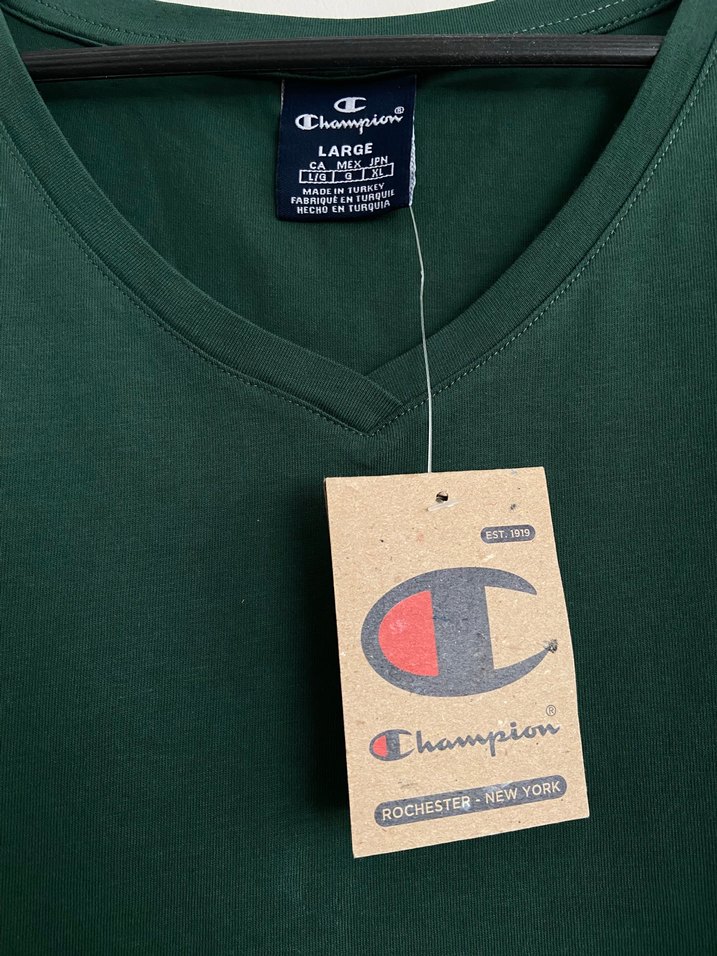 Champion®
LARGE
CA MEX JPN
L/G G XL
MADE IN TURKEY
FABRIQUÉ EN TURQUIE
HECHO EN TURQUIA
EST. 1919
Champion®
ROCHESTER - NEW YORK